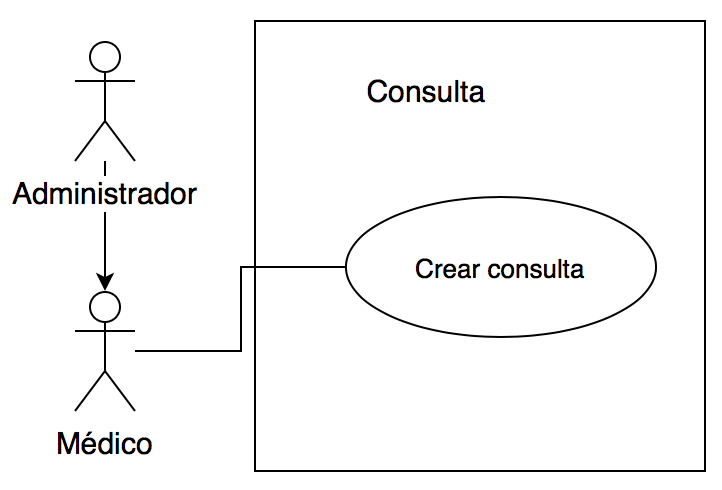 Consulta
Administrador
Crear consulta
Médico